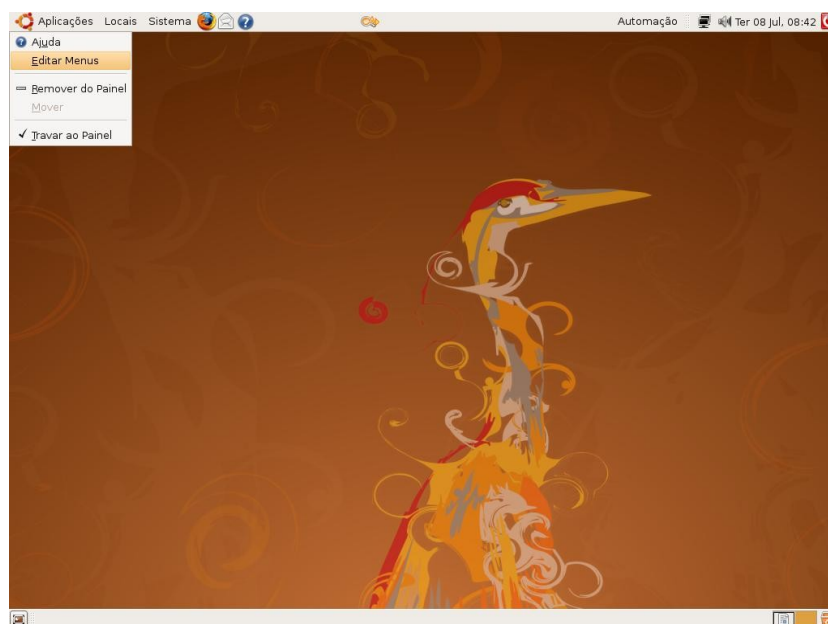 Aplicações Locais Sistema Automação Ter 08 Jul, 08:42
Ajuda
Editar Menus
Remover do Painel
Mover
Travar ao Painel